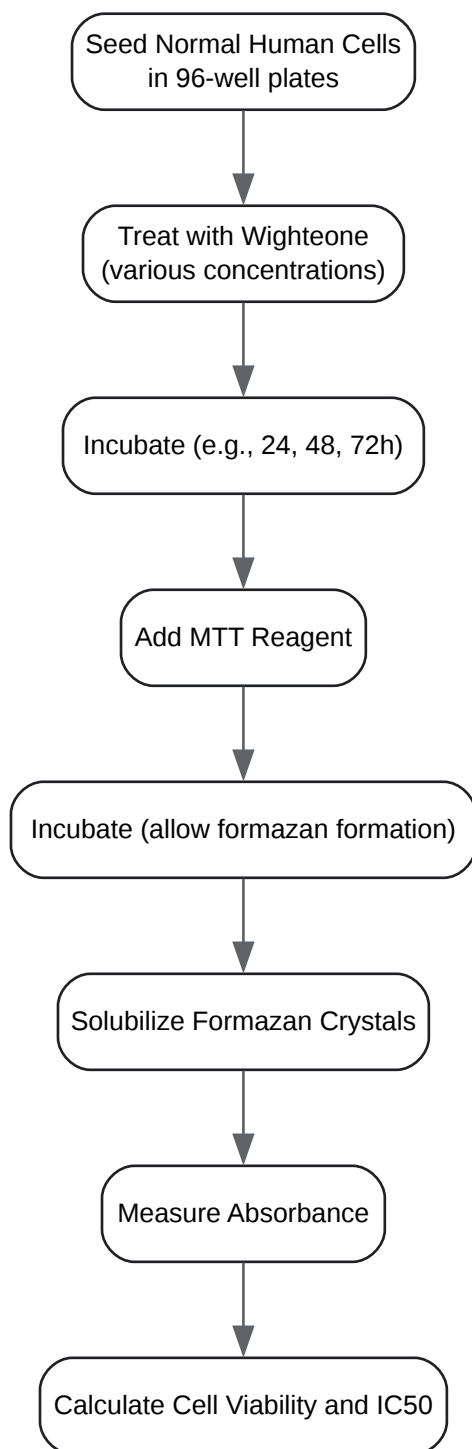 Seed Normal Human Cells
in 96-well plates
Treat with Wighteone
(various concentrations)
Incubate (e.g., 24, 48, 72h)
Add MTT Reagent
Incubate (allow formazan formation)
Solubilize Formazan Crystals
Measure Absorbance
Calculate Cell Viability and IC50